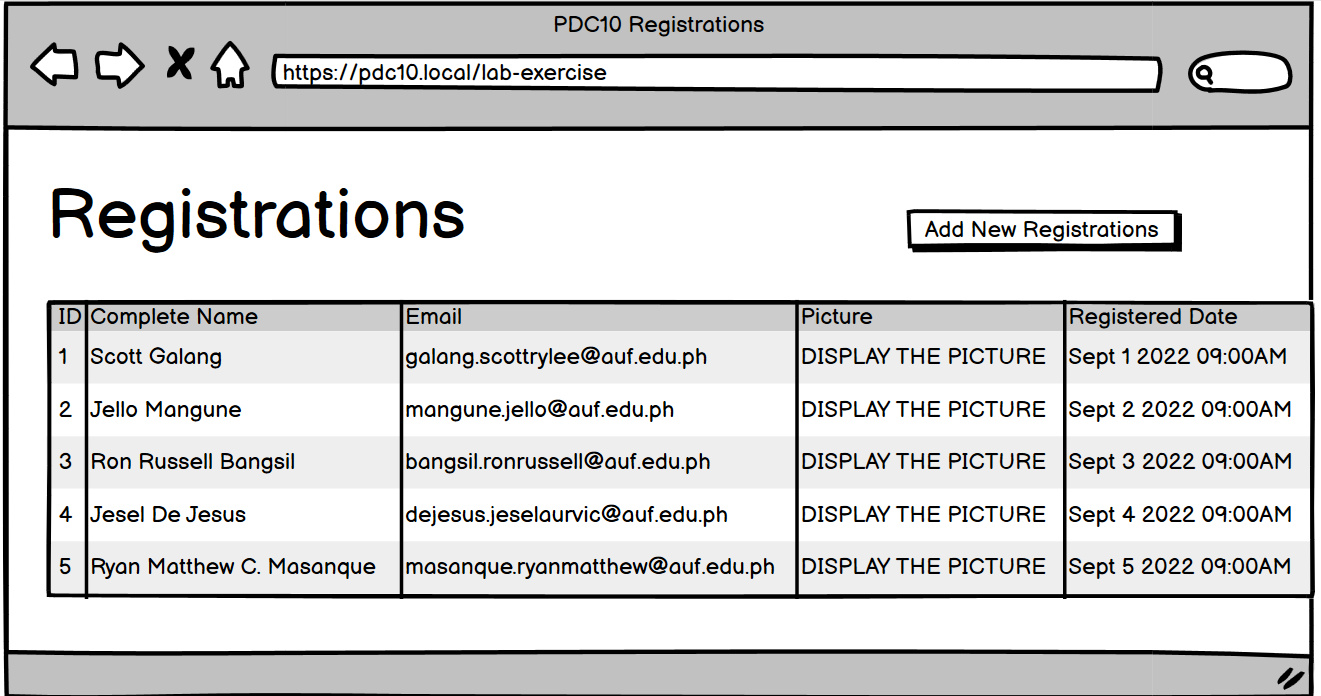 PDC10 Registrations
https://pdc10.local/lab-exercise
Registrations
Add New Registrations
ID Complete Name Email Picture Registered Date
1 Scott Galang galang.scottrylee@auf.edu.ph DISPLAY THE PICTURE Sept 1 2022 09:00AM
2 Jello Mangune mangune.jello@auf.edu.ph DISPLAY THE PICTURE Sept 2 2022 09:00AM
3 Ron Russell Bangsil bangsil.ronrussell@auf.edu.ph DISPLAY THE PICTURE Sept 3 2022 09:00AM
4 Jesel De Jesus dejesus.jeselaurvic@auf.edu.ph DISPLAY THE PICTURE Sept 4 2022 09:00AM
5 Ryan Matthew C. Masanque masanque.ryanmatthew@auf.edu.ph DISPLAY THE PICTURE Sept 5 2022 09:00AM